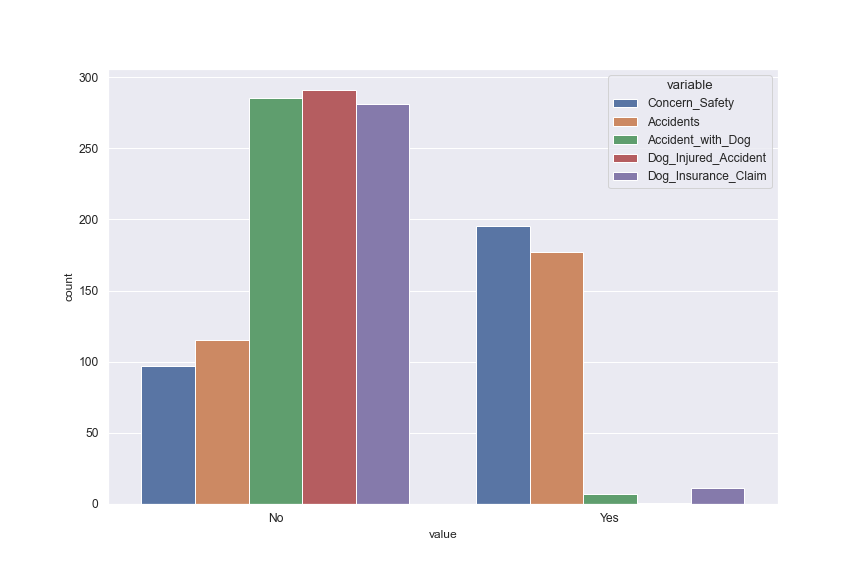 variable
Concern_Safety
Accidents
Accident_with_Dog
Dog_Injured_Accident
Dog_Insurance_Claim
300
250
200
150
100
50
0
count
No
Yes
value